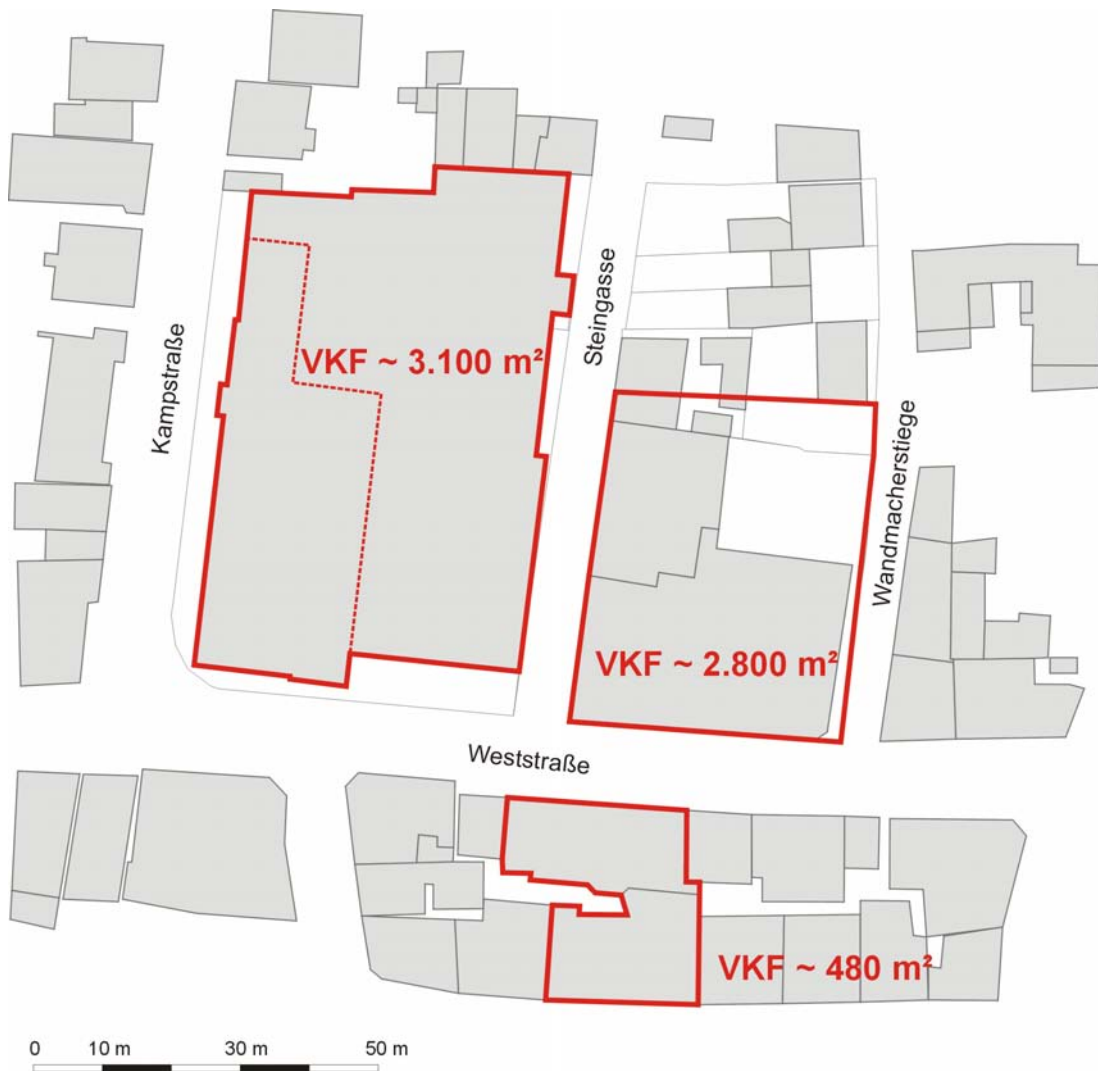 Kampstraße
VKF ~ 3.100 m²
Steingasse
Wandmacherstiege
VKF ~ 2.800 m²
Weststraße
VKF ~ 480 m²
0 10 m 30 m 50 m